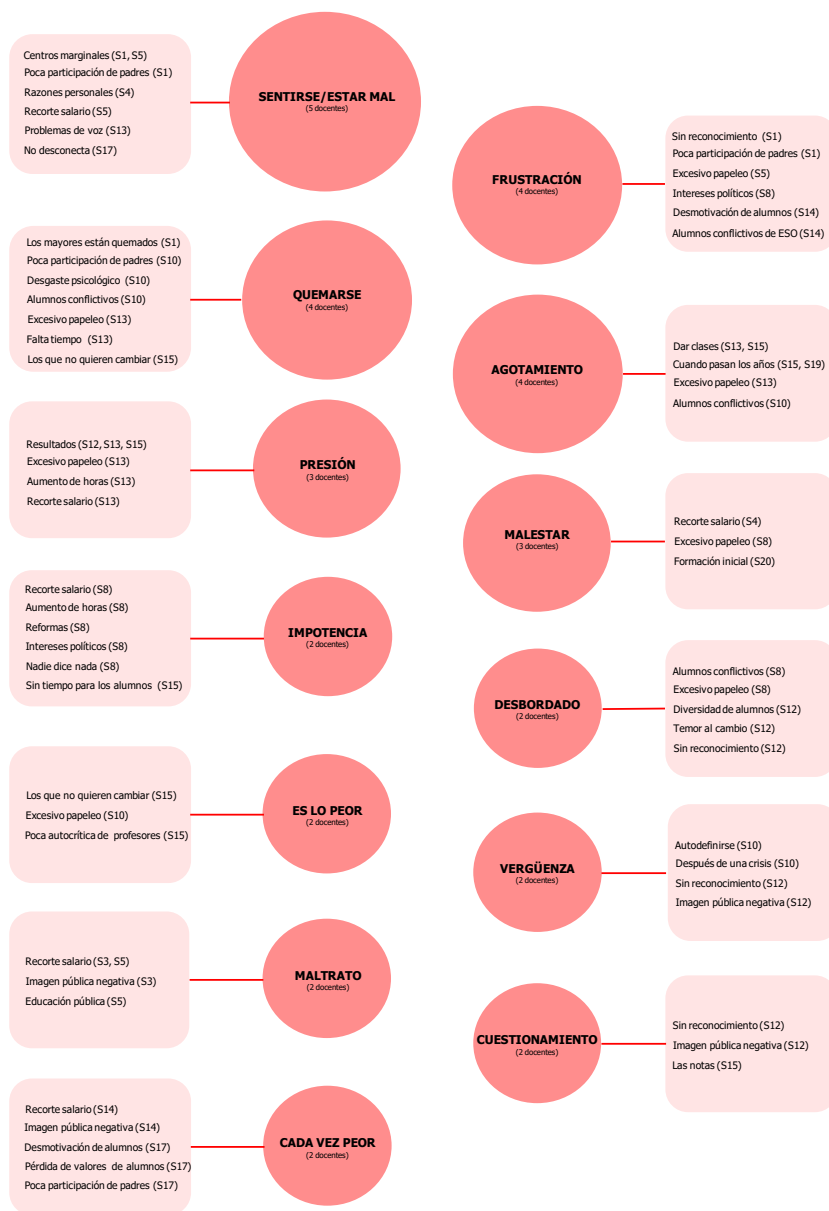 Centros marginales (S1, S5)
Poca participación de padres (S1)
Razones personales (S4)
Recorte salario (S5)
Problemas de voz (S13)
No desconecta (S17)
SENTIRSE/ESTAR MAL
(5 docentes)
Los mayores están quemados (S1)
Poca participación de padres (S10)
Desgaste psicológico (S10)
Alumnos conflictivos (S10)
Excesivo papeleo (S13)
Falta tiempo (S13)
Los que no quieren cambiar (S15)
QUEMARSE
(4 docentes)
Resultados (S12, S13, S15)
Excesivo papeleo (S13)
Aumento de horas (S13)
Recorte salario (S13)
PRESIÓN
(3 docentes)
Recorte salario (S8)
Aumento de horas (S8)
Reformas (S8)
Intereses políticos (S8)
Nadie dice nada (S8)
Sin tiempo para los alumnos (S15)
IMPOTENCIA
(2 docentes)
Los que no quieren cambiar (S15)
Excesivo papeleo (S10)
Poca autocrítica de profesores (S15)
ES LO PEOR
(2 docentes)
Recorte salario (S3, S5)
Imagen pública negativa (S3)
Educación pública (S5)
MALTRATO
(2 docentes)
Recorte salario (S14)
Imagen pública negativa (S14)
Desmotivación de alumnos (S17)
Pérdida de valores de alumnos (S17)
Poca participación de padres (S17)
CADA VEZ PEOR
(2 docentes)
FRUSTRACIÓN
(4 docentes)
Sin reconocimiento (S1)
Poca participación de padres (S1)
Excesivo papeleo (S5)
Intereses políticos (S8)
Desmotivación de alumnos (S14)
Alumnos conflictivos de ESO (S14)
AGOTAMIENTO
(4 docentes)
Dar clases (S13, S15)
Cuando pasan los años (S15, S19)
Excesivo papeleo (S13)
Alumnos conflictivos (S10)
MALESTAR
(3 docentes)
Recorte salario (S4)
Excesivo papeleo (S8)
Formación inicial (S20)
DESBORDADO
(2 docentes)
Alumnos conflictivos (S8)
Excesivo papeleo (S8)
Diversidad de alumnos (S12)
Temor al cambio (S12)
Sin reconocimiento (S12)
VERGÜENZA
(2 docentes)
Autodefinirse (S10)
Después de una crisis (S10)
Sin reconocimiento (S12)
Imagen pública negativa (S12)
CUESTIONAMIENTO
(2 docentes)
Sin reconocimiento (S12)
Imagen pública negativa (S12)
Las notas (S15)